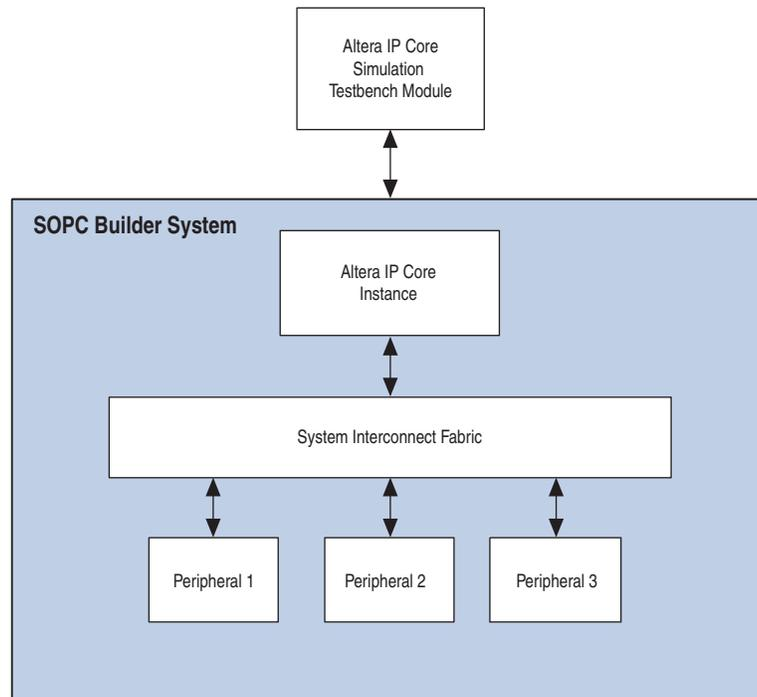 Altera IP Core
Simulation
Testbench Module
SOPC Builder System
Altera IP Core
Instance
System Interconnect Fabric
Peripheral 1
Peripheral 2
Peripheral 3